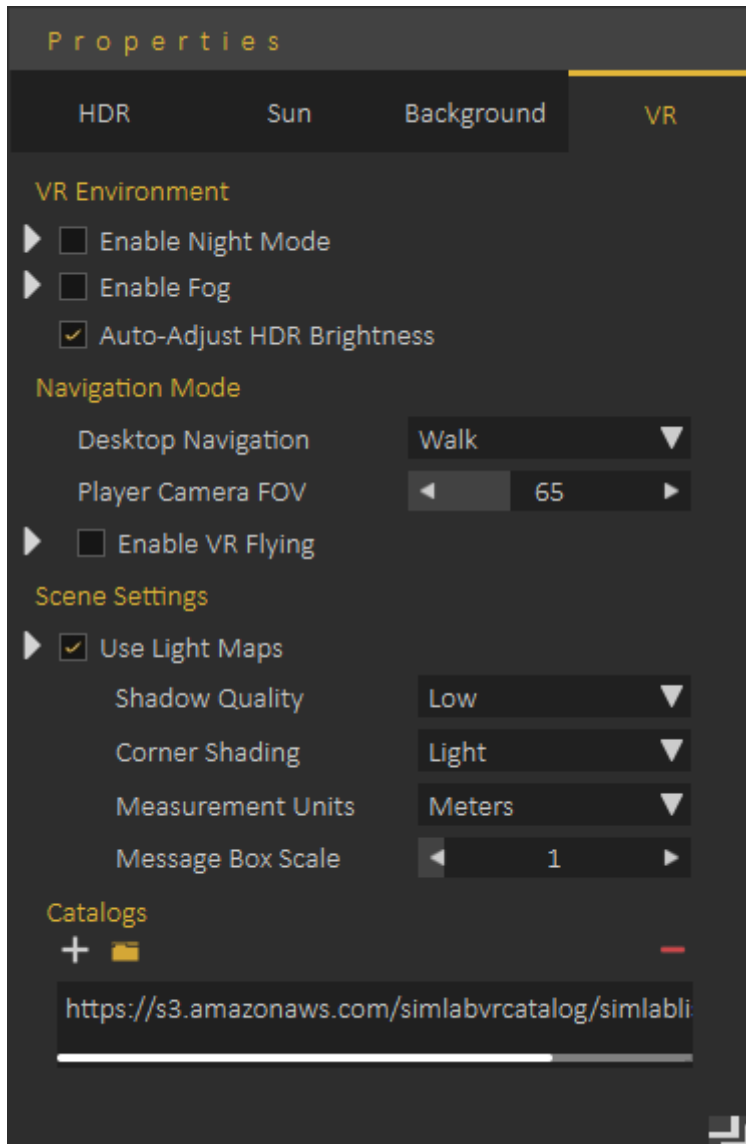 Properties
HDR Sun Background VR
VR Environment
Enable Night Mode
Enable Fog
Auto-Adjust HDR Brightness
Navigation Mode
Desktop Navigation Walk
Player Camera FOV 65
Enable VR Flying
Scene Settings
Use Light Maps
Shadow Quality Low
Corner Shading Light
Measurement Units Meters
Message Box Scale 1
Catalogs
https://s3.amazonaws.com/simlabvrcatalog/simlabli